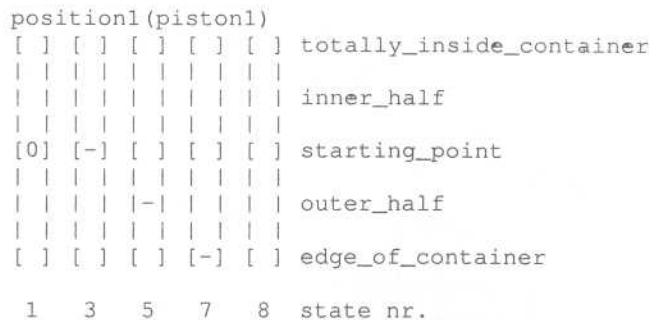 position1(piston1)
[ ] [ ] [ ] [ ] [ ] totally_inside_container
| | | | | | | | | |
| | | | | | | | | | inner_half
| | | | | | | | | |
[0] [-] [ ] [ ] [ ] starting_point
| | | | | | | | | |
| | | | |-| | | | | outer_half
| | | | | | | | | |
[ ] [ ] [ ] [-] [ ] edge_of_container
1 3 5 7 8 state nr.